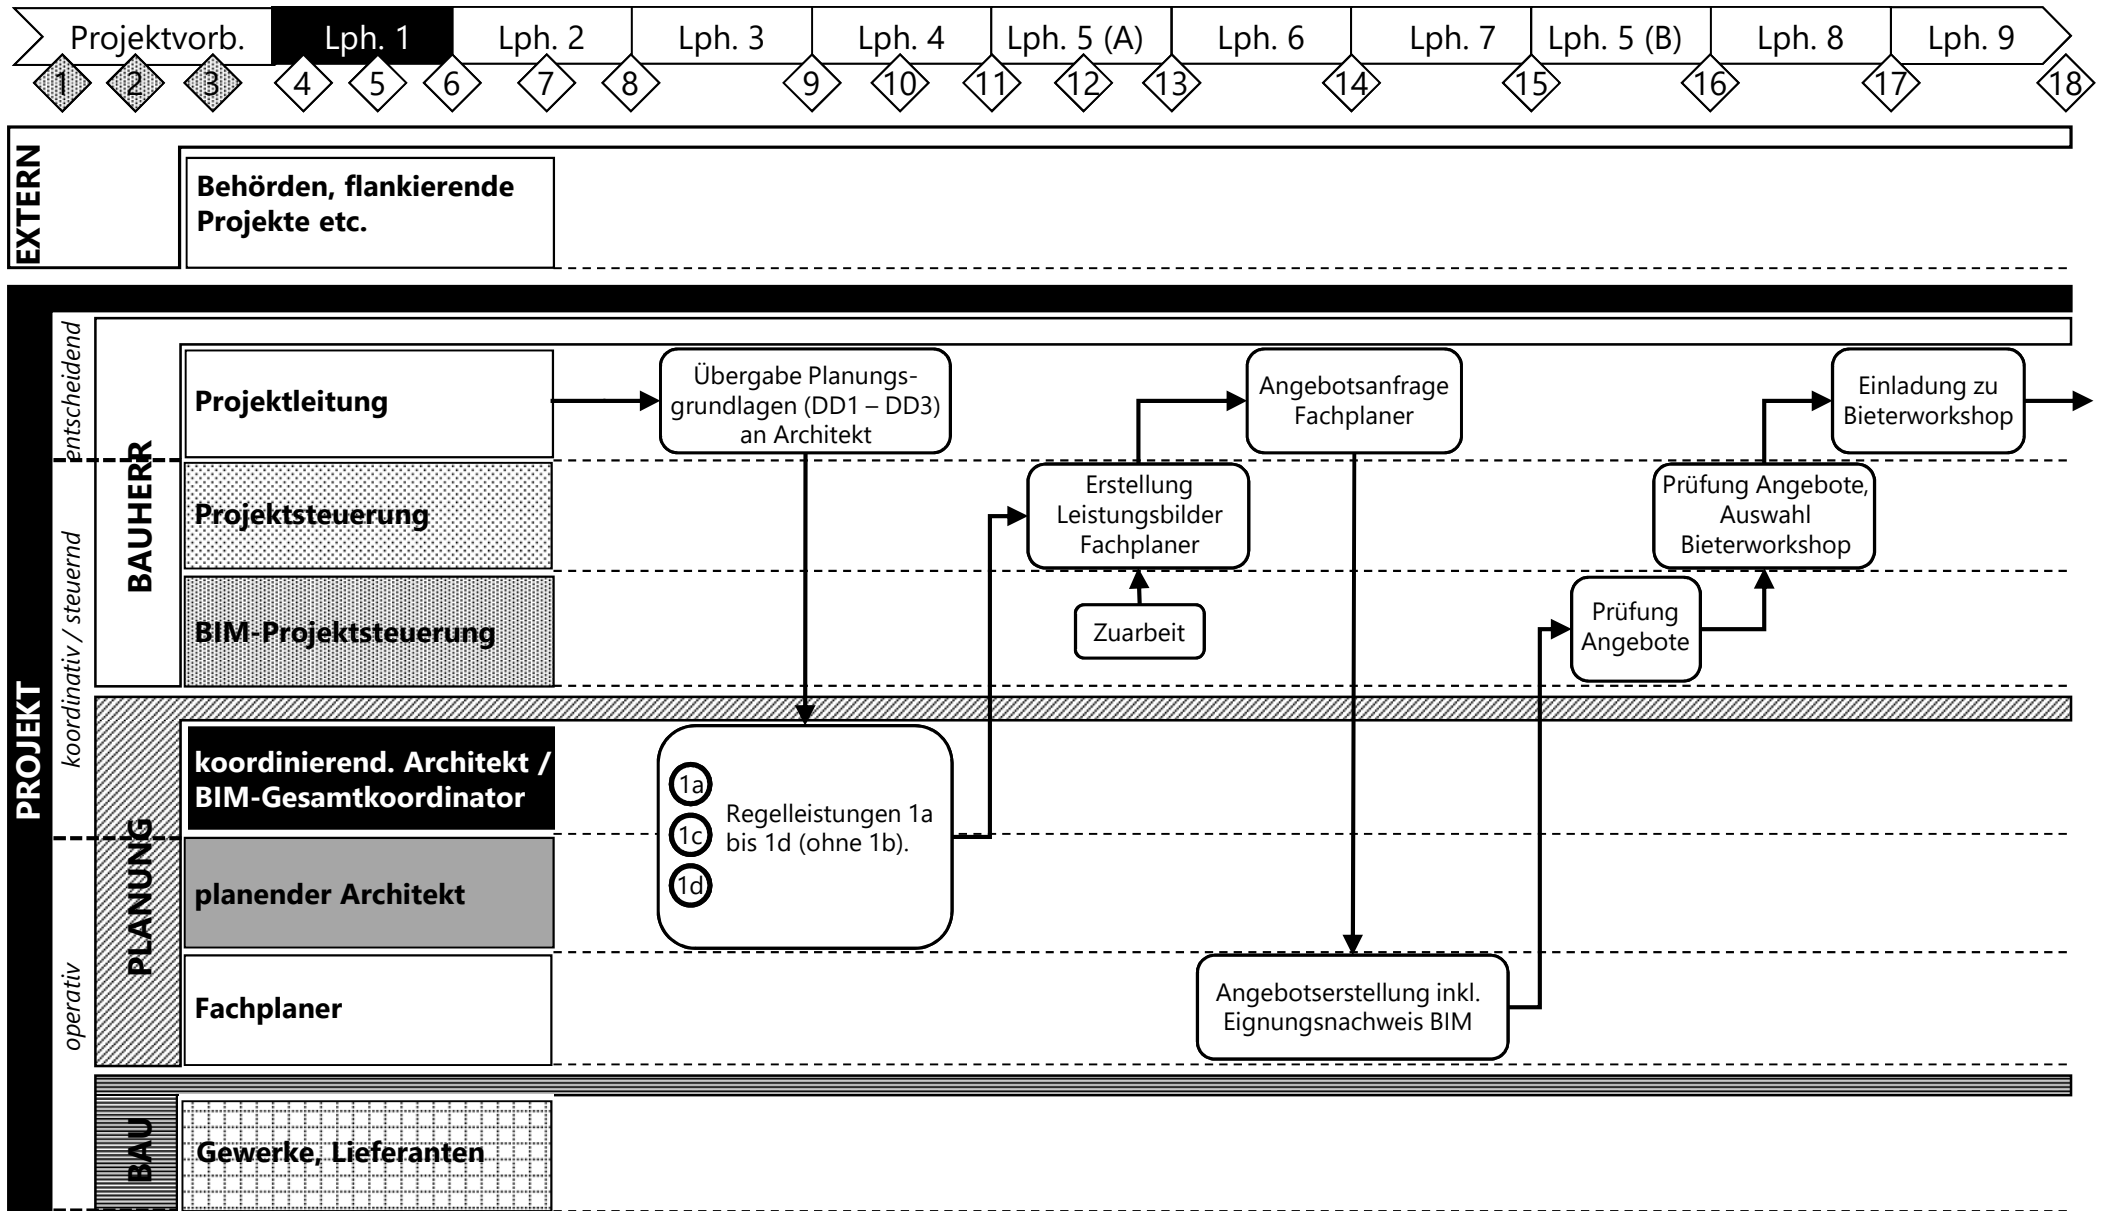 Projektvorb.
Lph. 1
Lph. 2
Lph. 3
Lph. 4
Lph. 5 (A)
Lph. 6
Lph. 7
Lph. 5 (B)
Lph. 8
Lph. 9
1
2
3
4
5
6
7
8
9
10
11
12
13
14
15
16
17
18
EXTERN
Behörden, flankierende
Projekte etc.
PROJEKT
entscheidend
koordinativ / steuernd
operativ
BAUHERR
Projektleitung
Übergabe Planungs-
grundlagen (DD1 – DD3)
an Architekt
Angebotsanfrage
Fachplaner
Einladung zu
Bieterworkshop
Projektsteuerung
Erstellung
Leistungsbilder
Fachplaner
Prüfung Angebote,
Auswahl
Bieterworkshop
BIM-Projektsteuerung
Zuarbeit
Prüfung
Angebote
PLANUNG
koordinierend. Architekt /
BIM-Gesamtkoordinator
1a
1c
1d
Regelleistungen 1a
bis 1d (ohne 1b).
planender Architekt
Fachplaner
Angebotserstellung inkl.
Eignungsnachweis BIM
BAU
Gewerke, Lieferanten